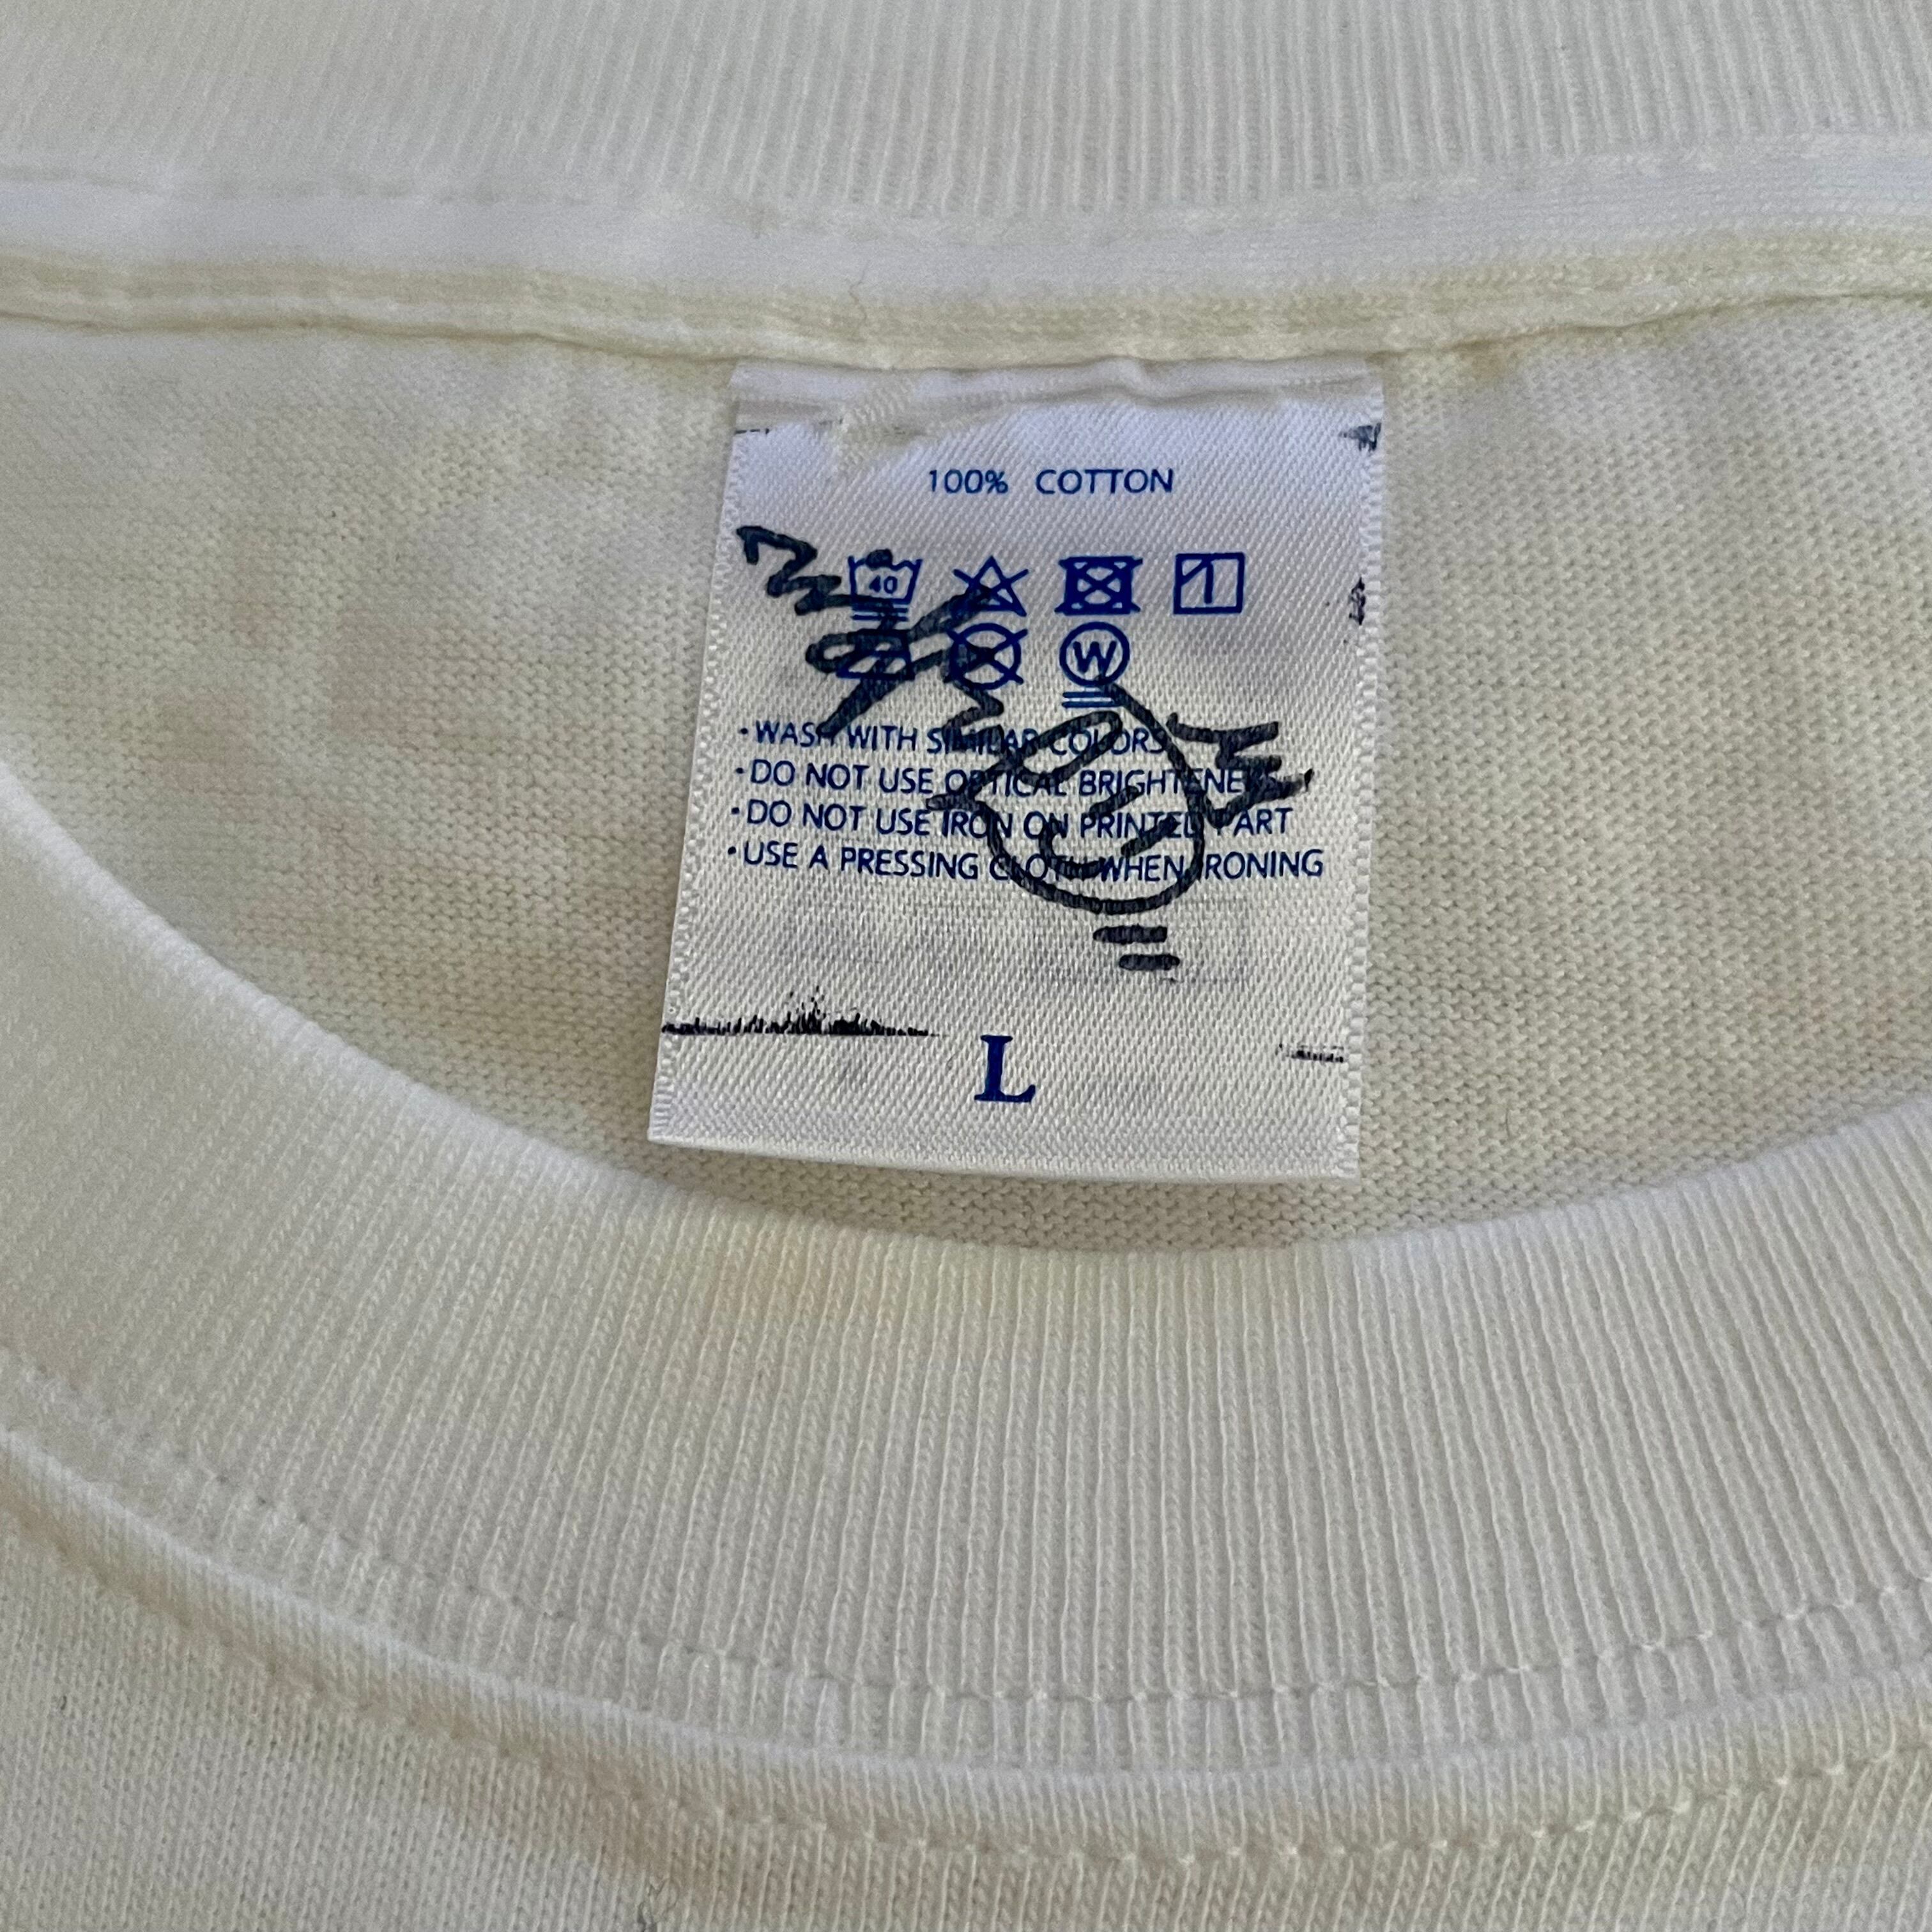 100% COTTON
40
W
·WASH WITH SIMILAR COLORS
·DO NOT USE OPTICAL BRIGHTENERS
·DO NOT USE IRON ON PRINTED PART
·USE A PRESSING CLOTH WHEN IRONING
L